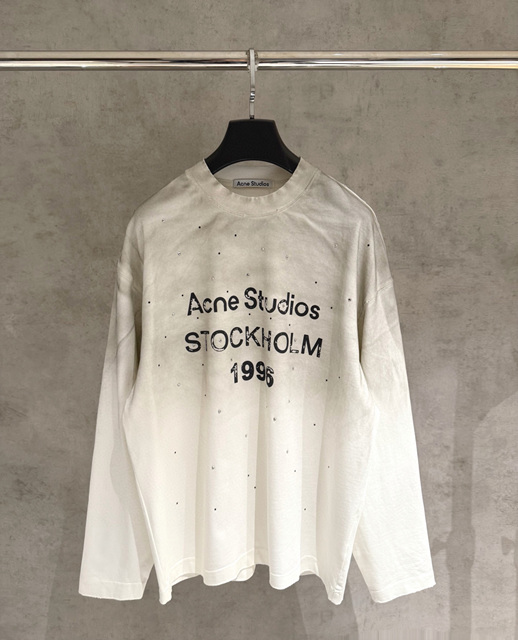 Acne Studios
Acne Studios
STOCKHOLM
1996